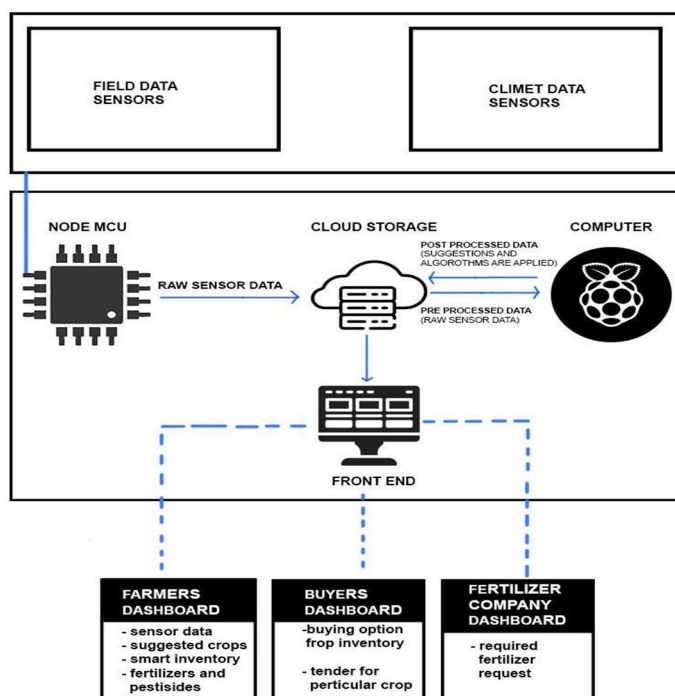 FIELD DATA
SENSORS
CLIMET DATA
SENSORS
NODE MCU
CLOUD STORAGE
COMPUTER
POST PROCESSED DATA
(SUGGESTIONS AND
ALGOROTHMS ARE APPLIED)
RAW SENSOR DATA
PRE PROCESSED DATA
(RAW SENSOR DATA)
FRONT END
FARMERS
DASHBOARD
- sensor data
- suggested crops
- smart inventory
- fertilizers and
pestisides
BUYERS
DASHBOARD
-buying option
frop inventory
- tender for
perticular crop
FERTILIZER
COMPANY
DASHBOARD
- required
fertilizer
request